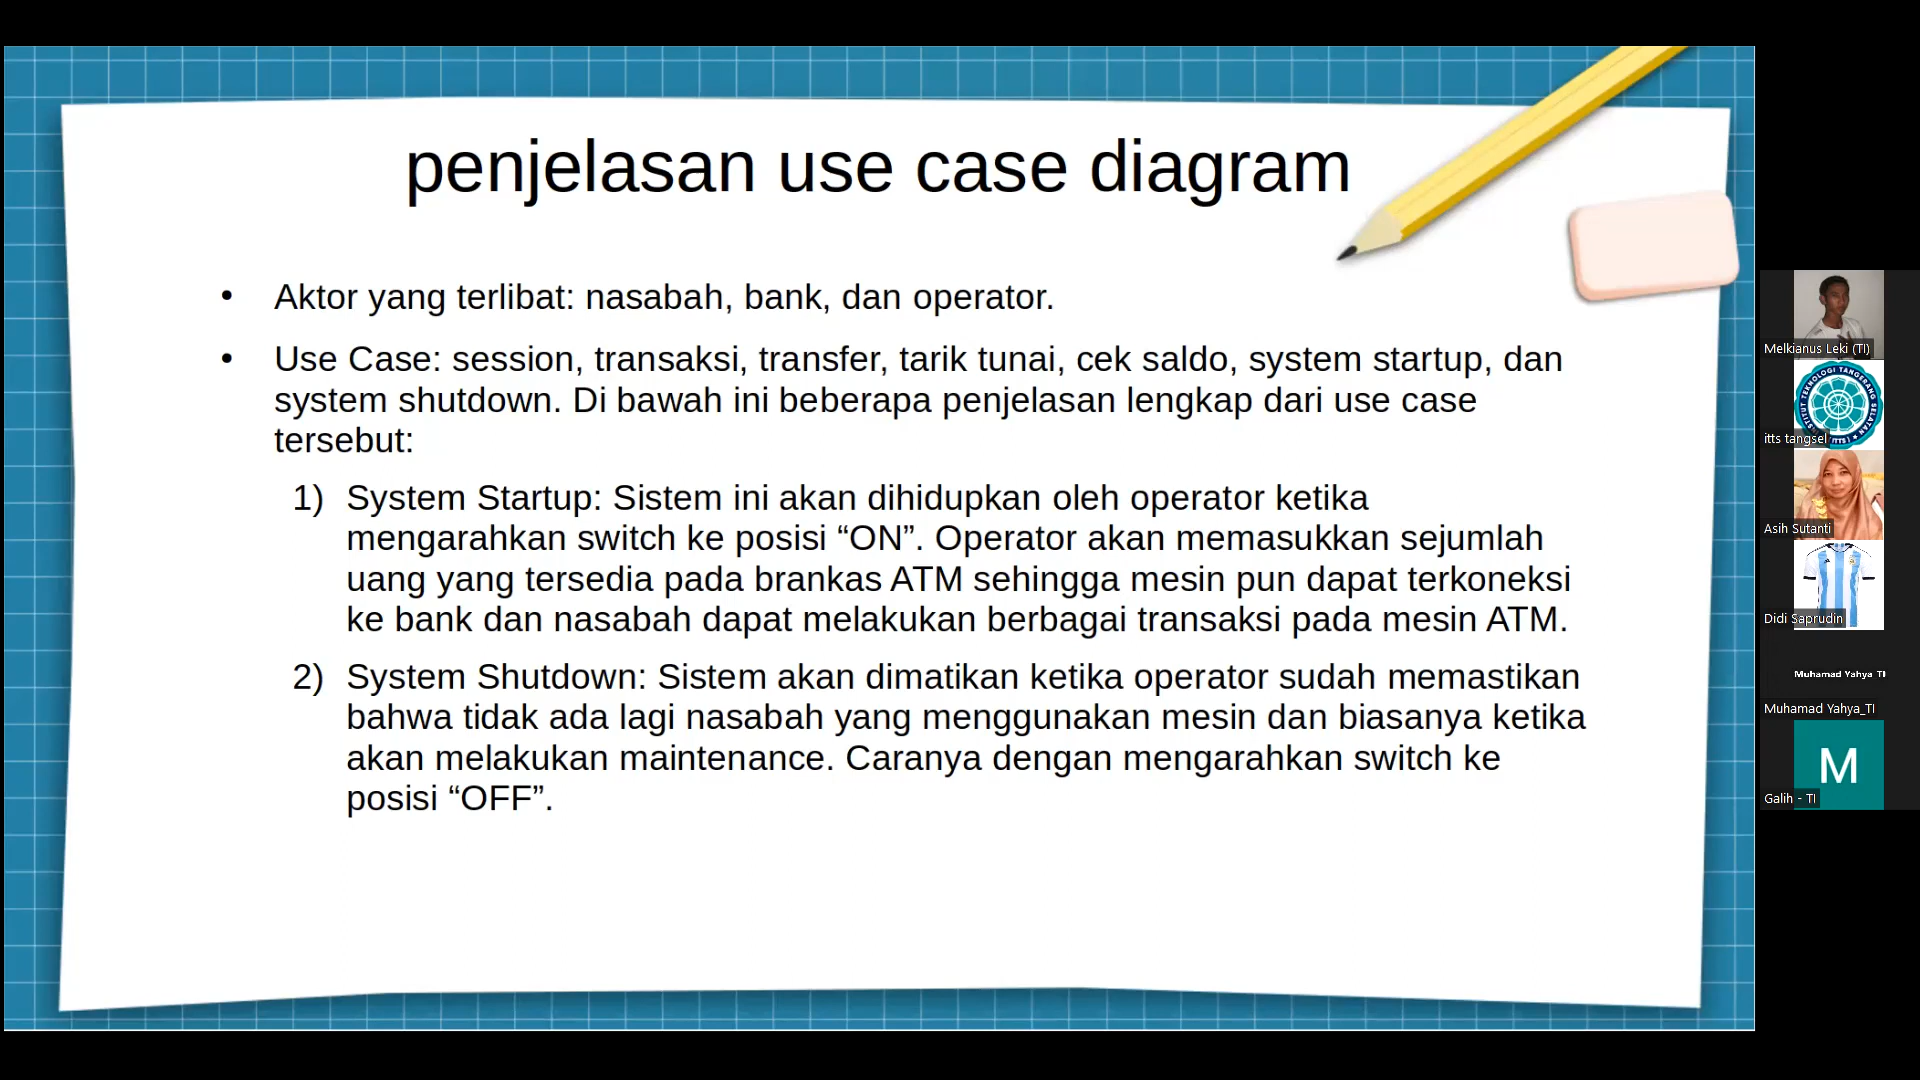 penjelasan use case diagram
• Aktor yang terlibat: nasabah, bank, dan operator.
• Use Case: session, transaksi, transfer, tarik tunai, cek saldo, system startup, dan
system shutdown. Di bawah ini beberapa penjelasan lengkap dari use case
tersebut:
1) System Startup: Sistem ini akan dihidupkan oleh operator ketika
mengarahkan switch ke posisi “ON”. Operator akan memasukkan sejumlah
uang yang tersedia pada brankas ATM sehingga mesin pun dapat terkoneksi
ke bank dan nasabah dapat melakukan berbagai transaksi pada mesin ATM.
2) System Shutdown: Sistem akan dimatikan ketika operator sudah memastikan
bahwa tidak ada lagi nasabah yang menggunakan mesin dan biasanya ketika
akan melakukan maintenance. Caranya dengan mengarahkan switch ke
posisi “OFF”.
Melkianus Leki (TI)
INSTITUT TEKNOLOGI TANGERANG SELATAN
itts tangsel
Asih Sutanti
Didi Saprudin
Muhamad Yahya TI
Muhamad Yahya_TI
M
Galih - TI